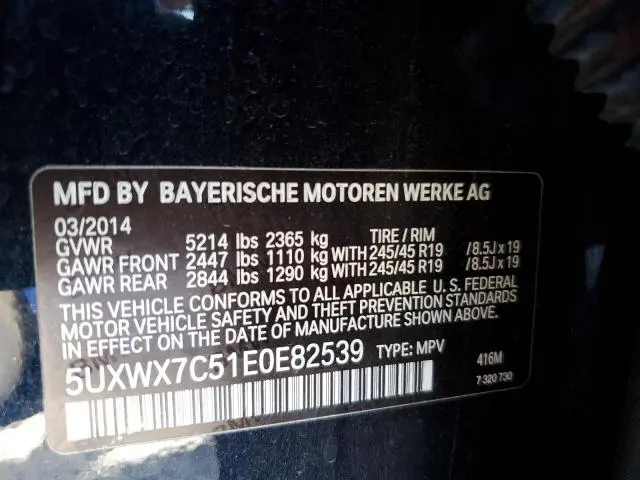 MFD BY BAYERISCHE MOTOREN WERKE AG
03/2014 TIRE / RIM
GVWR 5214 lbs 2365 kg
GAWR FRONT 2447 lbs 1110 kg WITH 245/45 R19 /8.5J x 19
GAWR REAR 2844 lbs 1290 kg WITH 245/45 R19 /8.5J x 19
THIS VEHICLE CONFORMS TO ALL APPLICABLE U. S. FEDERAL
MOTOR VEHICLE SAFETY AND THEFT PREVENTION STANDARDS
IN EFFECT ON THE DATE OF MANUFACTURE SHOWN ABOVE.
5UXWX7C51E0E82539 TYPE: MPV 416M
7 320 730